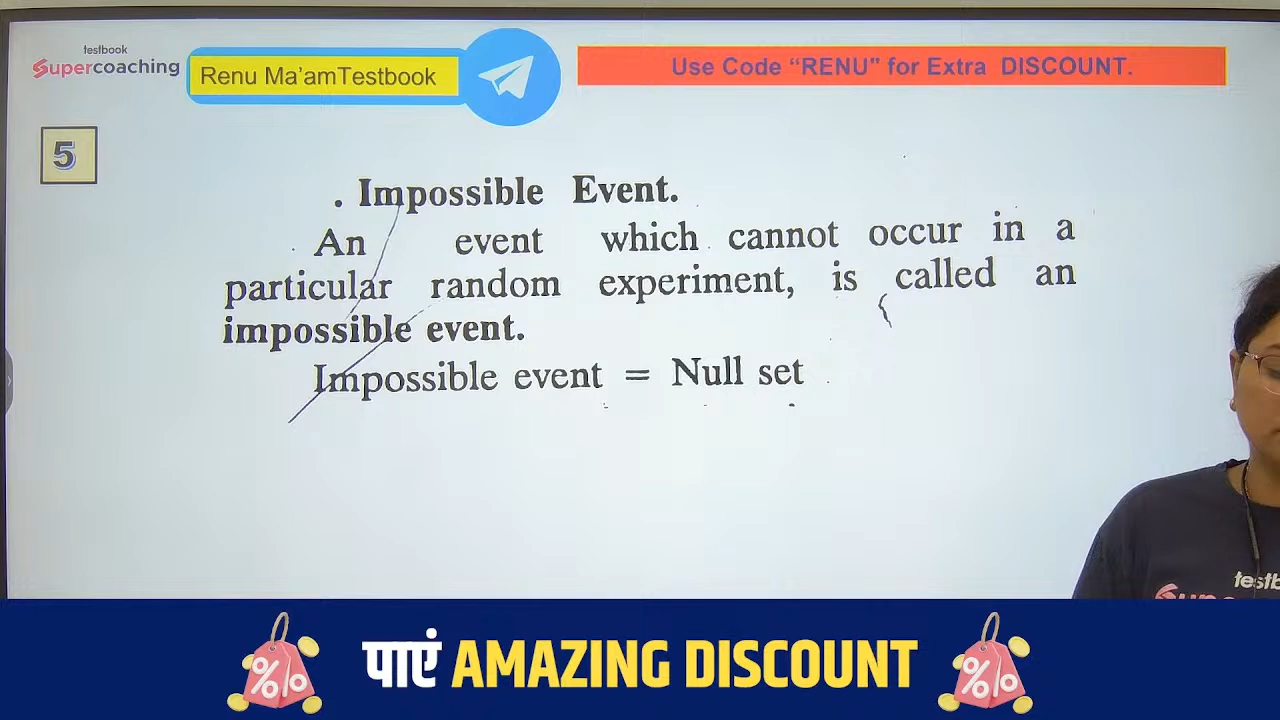 testbook
Supercoaching
Renu Ma'amTestbook
Use Code “RENU" for Extra DISCOUNT.
5
. Impossible Event.
An event which cannot occur in a
particular random experiment, is called an
impossible event.
Impossible event = Null set
testb
पाएं AMAZING DISCOUNT
%
%